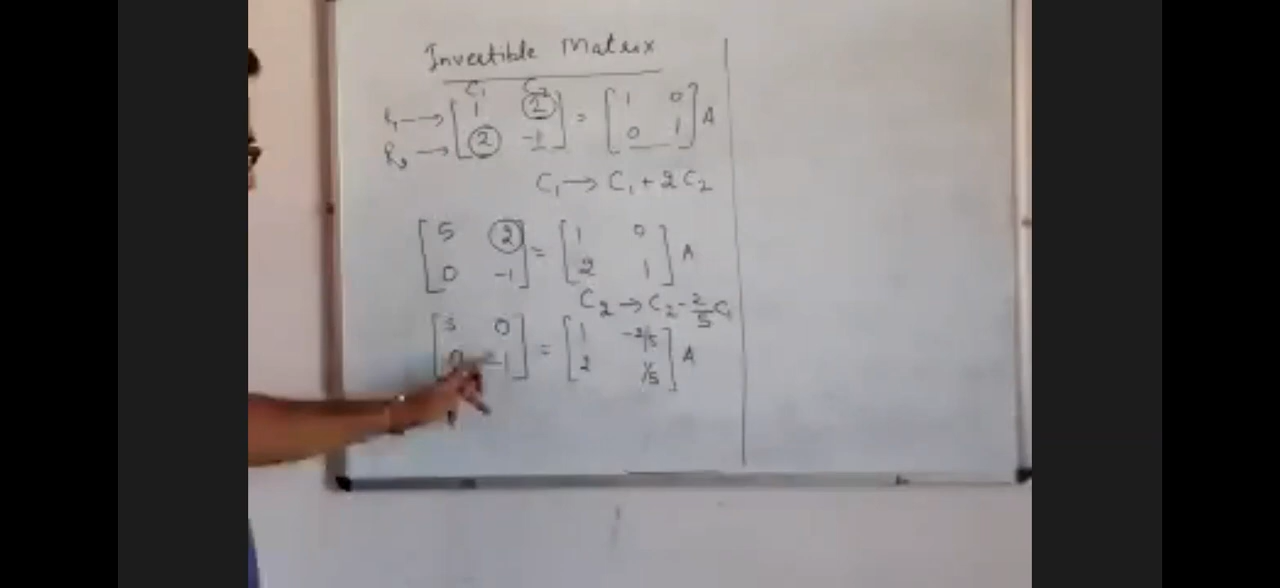 Invertible Matrix
C₁ C₂
R₁ → [1 2] = [1 0] A
R₂ → [2 -1] [0 1]
C₁ → C₁ + 2C₂
[5 2] = [1 0] A
[0 -1] [2 1]
C₂ → C₂ - 2/5 C₁
[5 0] = [1 -2/5] A
[0 -1] [2 1/5]